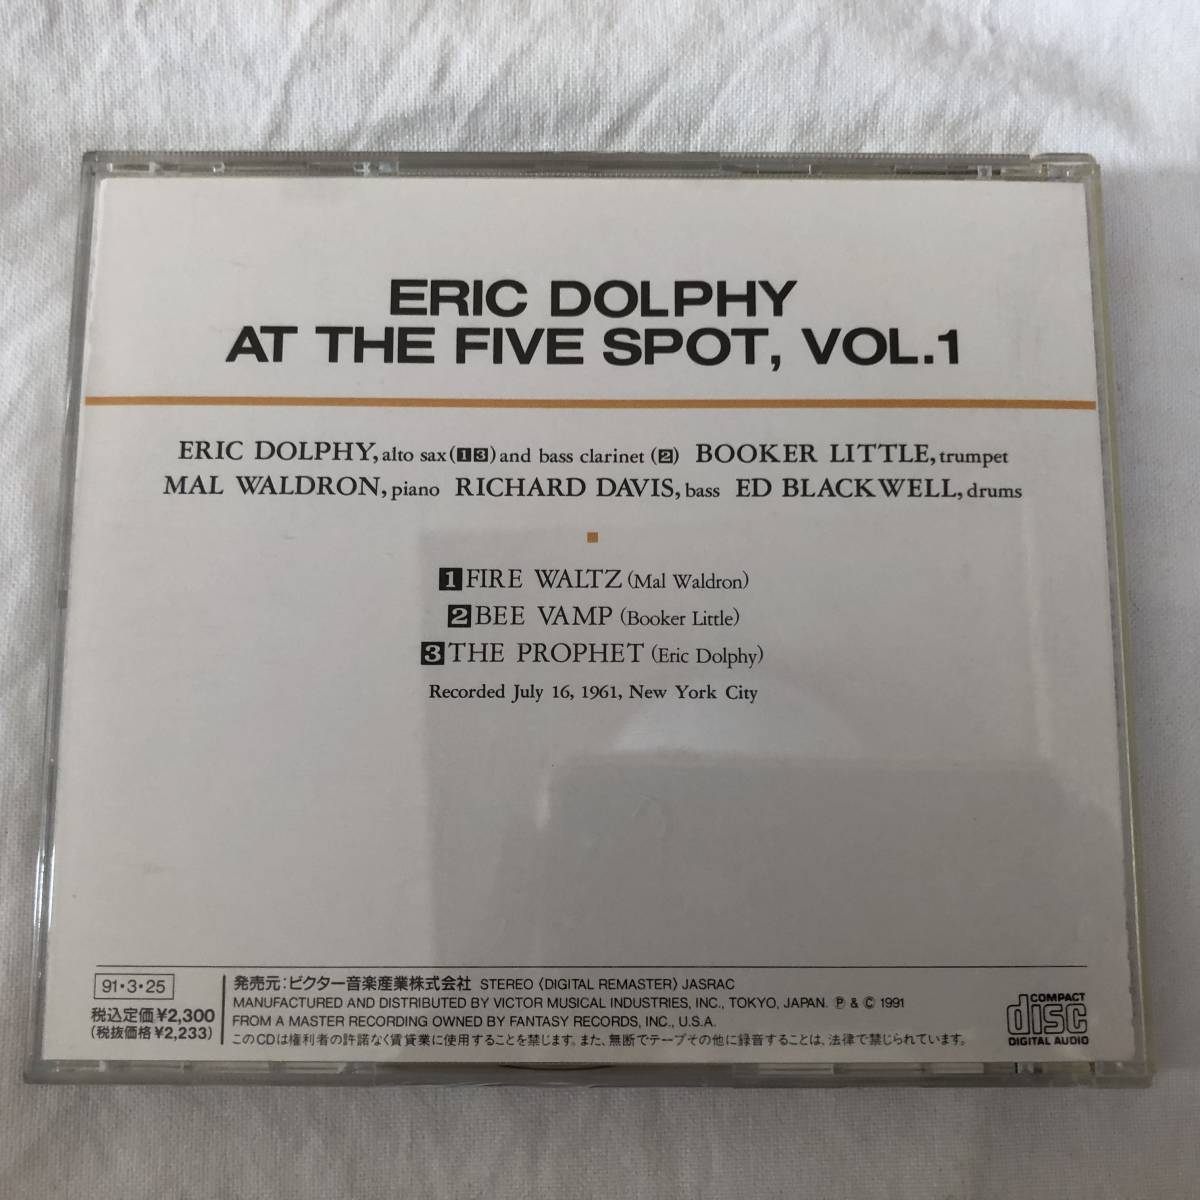 ERIC DOLPHY
AT THE FIVE SPOT, VOL.1
ERIC DOLPHY, alto sax (1 3) and bass clarinet (2) BOOKER LITTLE, trumpet
MAL WALDRON, piano RICHARD DAVIS, bass ED BLACKWELL, drums
1 FIRE WALTZ (Mal Waldron)
2 BEE VAMP (Booker Little)
3 THE PROPHET (Eric Dolphy)
Recorded July 16, 1961, New York City
91・3・25
税込定価¥2,300
(税抜価格¥2,233)
発売元:ビクター音楽産業株式会社 STEREO 〈DIGITAL REMASTER〉 JASRAC
MANUFACTURED AND DISTRIBUTED BY VICTOR MUSICAL INDUSTRIES, INC., TOKYO, JAPAN. ℗ & © 1991
FROM A MASTER RECORDING OWNED BY FANTASY RECORDS, INC., U.S.A.
このCDは権利者の許諾なく賃貸業に使用することを禁じます。また、無断でテープその他に録音することは、法律で禁じられています。
COMPACT
disc
DIGITAL AUDIO